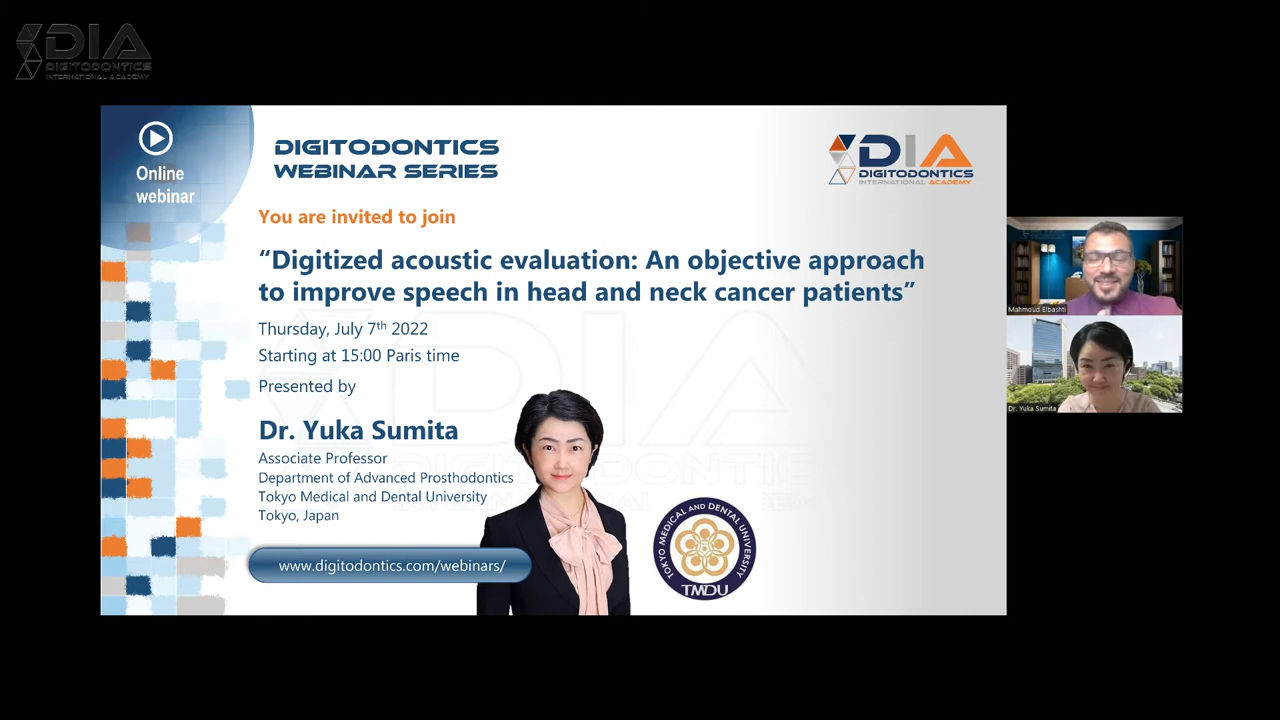 DIA
DIGITODONTICS
INTERNATIONAL ACADEMY
Online
webinar
DIGITODONTICS
WEBINAR SERIES
DIA
DIGITODONTICS
INTERNATIONAL ACADEMY
You are invited to join
“Digitized acoustic evaluation: An objective approach
to improve speech in head and neck cancer patients”
Thursday, July 7th 2022
Starting at 15:00 Paris time
Presented by
Dr. Yuka Sumita
Associate Professor
Department of Advanced Prosthodontics
Tokyo Medical and Dental University
Tokyo, Japan
www.digitodontics.com/webinars/
TOKYO MEDICAL AND DENTAL UNIVERSITY
TMDU
Mahmoud Elbashti
Dr. Yuka Sumita